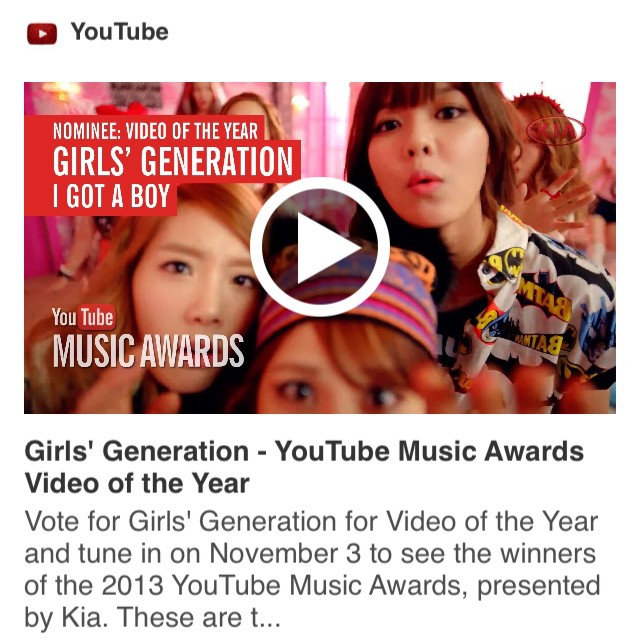 YouTube
NOMINEE: VIDEO OF THE YEAR
GIRLS' GENERATION
I GOT A BOY
KIA
BATMAN
You Tube
MUSIC AWARDS
Girls' Generation - YouTube Music Awards
Video of the Year
Vote for Girls' Generation for Video of the Year
and tune in on November 3 to see the winners
of the 2013 YouTube Music Awards, presented
by Kia. These are t...